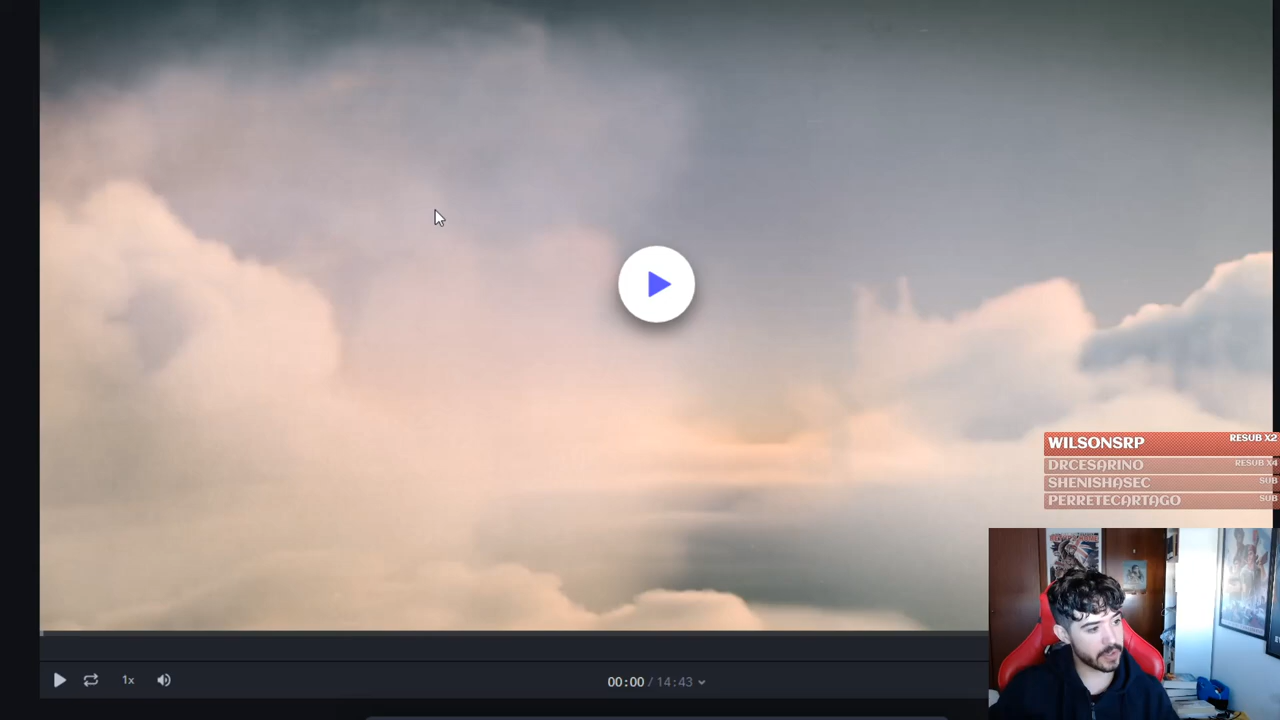 WILSONSRP RESUB X2
DRCESARINO RESUB X4
SHENISHASEC SUB
PERRETECARTAGO SUB
1x
00:00 / 14:43